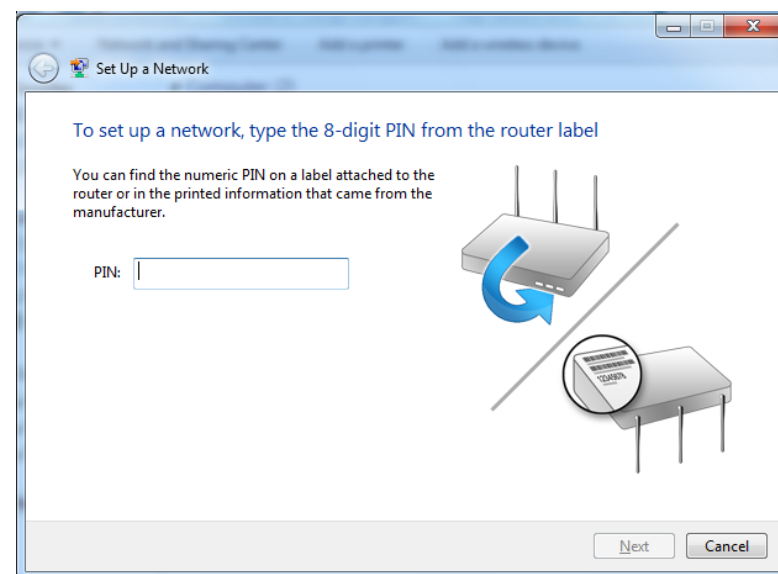 Set Up a Network
To set up a network, type the 8-digit PIN from the router label
You can find the numeric PIN on a label attached to the
router or in the printed information that came from the
manufacturer.
PIN:
12345678
Next
Cancel